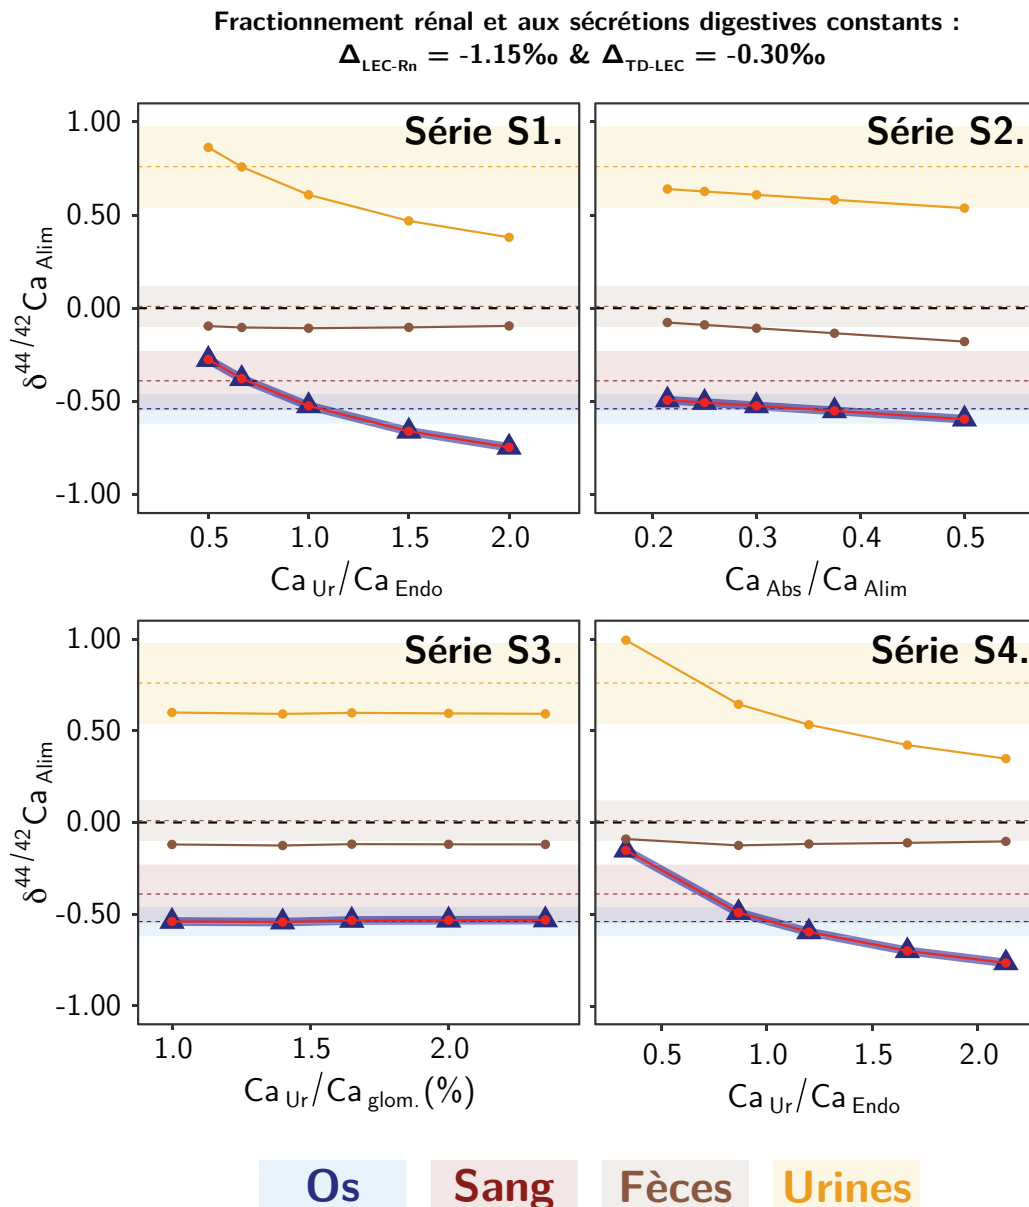 Fractionnement rénal et aux sécrétions digestives constants :
Δ LEC-Rn = -1.15‰ & Δ TD-LEC = -0.30‰
Série S1.
Série S2.
1.00
0.50
0.00
-0.50
-1.00
δ44/42Ca Alim
0.5 1.0 1.5 2.0
0.2 0.3 0.4 0.5
Ca Ur/Ca Endo
Ca Abs/Ca Alim
Série S3.
Série S4.
1.00
0.50
0.00
-0.50
-1.00
δ44/42Ca Alim
1.0 1.5 2.0
0.5 1.0 1.5 2.0
Ca Ur/Ca glom.(%)
Ca Ur/Ca Endo
Os Sang Fèces Urines